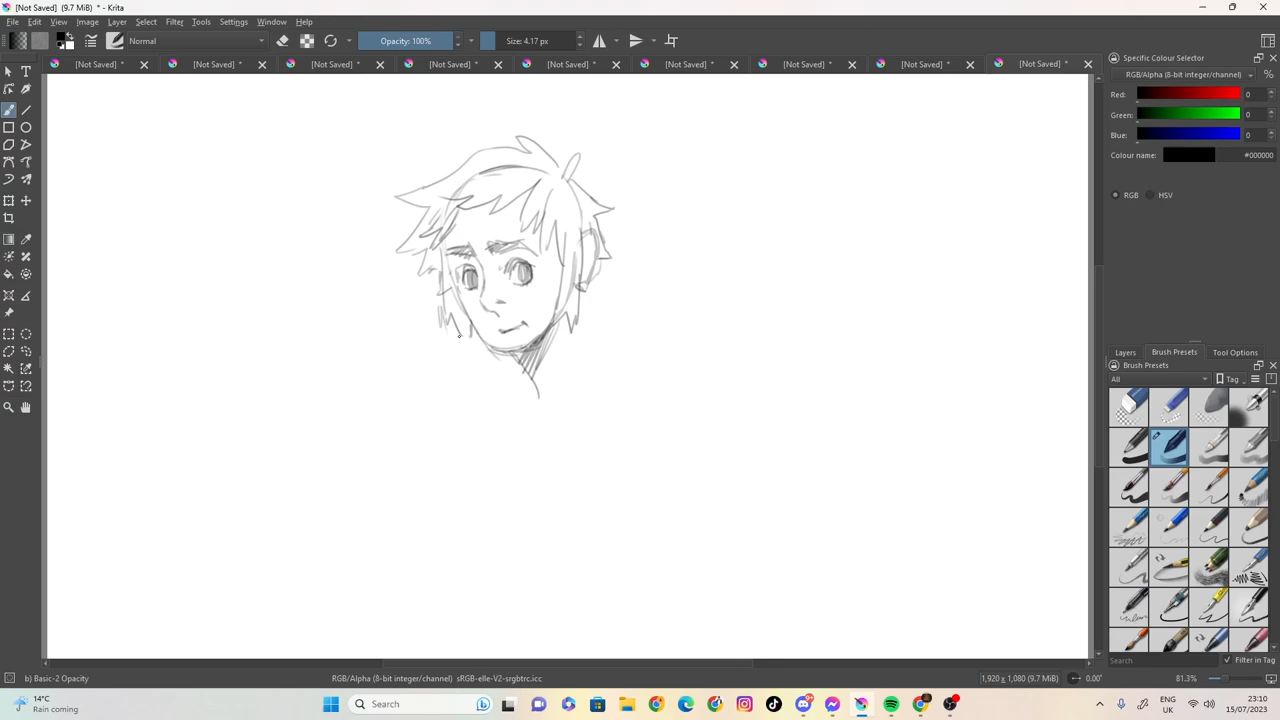 [Not Saved] (9.7 MiB) * - Krita
File Edit View Image Layer Select Filter Tools Settings Window Help
Normal Opacity: 100% Size: 4.17 px
[Not Saved] * [Not Saved] * [Not Saved] * [Not Saved] * [Not Saved] * [Not Saved] * [Not Saved] * [Not Saved] * [Not Saved] *
Specific Colour Selector
RGB/Alpha (8-bit integer/channel) %
Red: 0
Green: 0
Blue: 0
Colour name: #000000
RGB HSV
Layers Brush Presets Tool Options
Brush Presets
All Tag
Search Filter in Tag
b) Basic-2 Opacity RGB/Alpha (8-bit integer/channel) sRGB-elle-V2-srgbtrc.icc 1,920 x 1,080 (9.7 MiB) 0.00° 81.3%
14°C
Rain coming
Search
9+
ENG
UK
23:10
15/07/2023